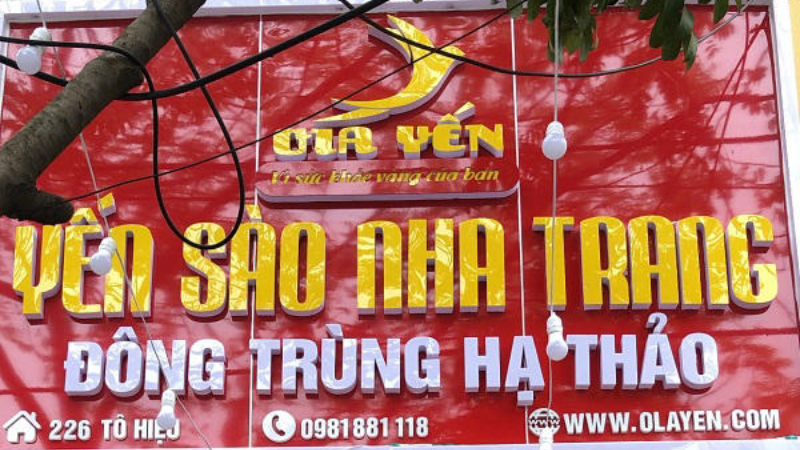 OLA YẾN
Vì sức khỏe vàng của bạn
YẾN SÀO NHA TRANG
ĐÔNG TRÙNG HẠ THẢO
226 TÔ HIỆU 0981 881 118 WWW.OLAYEN.COM